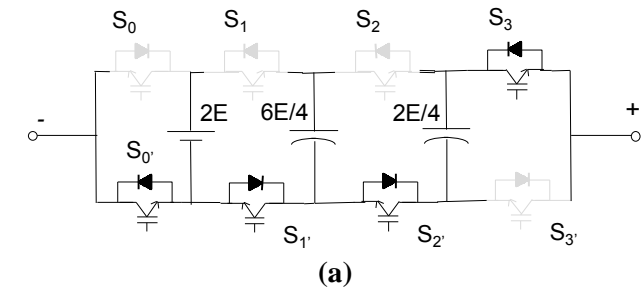 S0 S1 S2 S3
- 2E 6E/4 2E/4 +
S0'
S1' S2' S3'
(a)